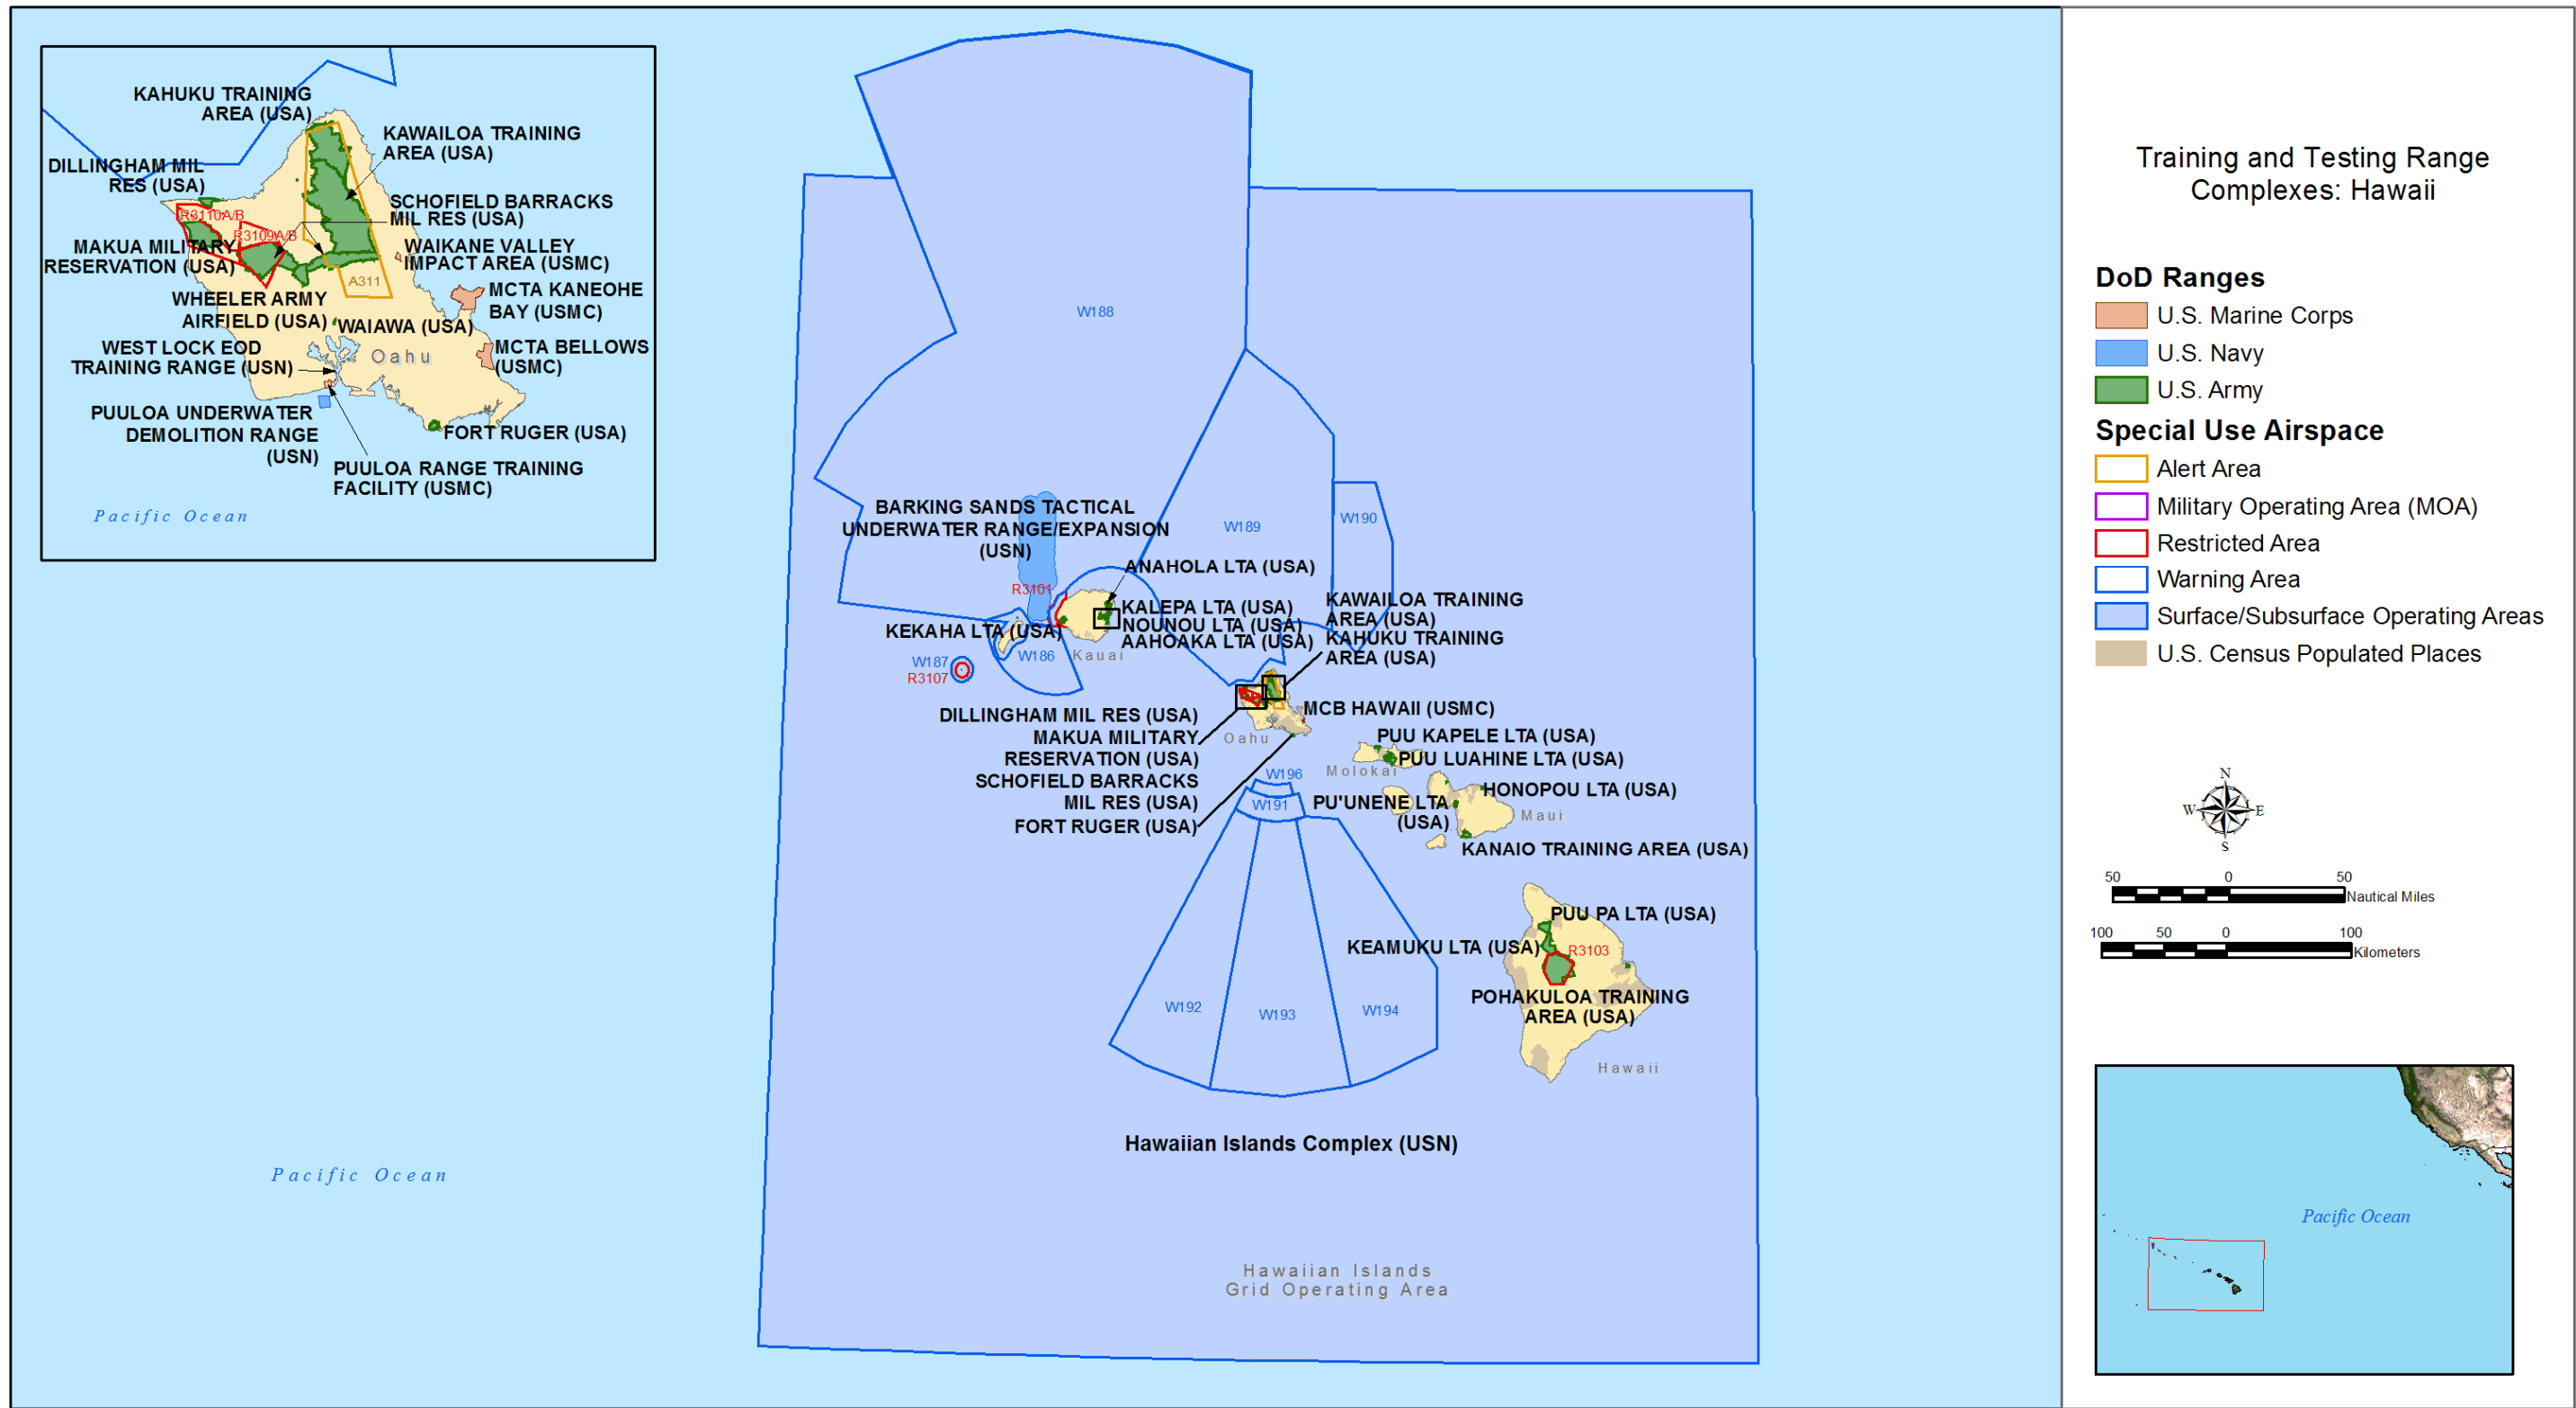 KAHUKU TRAINING
AREA (USA)
KAWAILOA TRAINING
AREA (USA)
DILLINGHAM MIL
RES (USA)
SCHOFIELD BARRACKS
MIL RES (USA)
R3110A/B
R3109A/B
MAKUA MILITARY
RESERVATION (USA)
WAIKANE VALLEY
IMPACT AREA (USMC)
A311
MCTA KANEOHE
BAY (USMC)
WHEELER ARMY
AIRFIELD (USA)
WAIAWA (USA)
WEST LOCK EOD
TRAINING RANGE (USN)
Oahu
MCTA BELLOWS
(USMC)
PUULOA UNDERWATER
DEMOLITION RANGE
(USN)
FORT RUGER (USA)
PUULOA RANGE TRAINING
FACILITY (USMC)
Pacific Ocean
W188
BARKING SANDS TACTICAL
UNDERWATER RANGE/EXPANSION
(USN)
W189
W190
ANAHOLA LTA (USA)
R3101
KALEPA LTA (USA)
NOUNOU LTA (USA)
AAHOAKA LTA (USA)
KAWAILOA TRAINING
AREA (USA)
KAHUKU TRAINING
AREA (USA)
KEKAHA LTA (USA)
W186
Kauai
W187
R3107
DILLINGHAM MIL RES (USA)
MAKUA MILITARY
RESERVATION (USA)
SCHOFIELD BARRACKS
MIL RES (USA)
FORT RUGER (USA)
MCB HAWAII (USMC)
Oahu
PUU KAPELE LTA (USA)
PUU LUAHINE LTA (USA)
Molokai
W196
W191
HONOPOU LTA (USA)
PU'UNENE LTA
(USA)
Maui
KANAIO TRAINING AREA (USA)
PUU PA LTA (USA)
KEAMUKU LTA (USA)
R3103
POHAKULOA TRAINING
AREA (USA)
Hawaii
W192
W193
W194
Hawaiian Islands Complex (USN)
Pacific Ocean
Hawaiian Islands
Grid Operating Area
Training and Testing Range
Complexes: Hawaii
DoD Ranges
U.S. Marine Corps
U.S. Navy
U.S. Army
Special Use Airspace
Alert Area
Military Operating Area (MOA)
Restricted Area
Warning Area
Surface/Subsurface Operating Areas
U.S. Census Populated Places
N
W E
S
50 0 50
Nautical Miles
100 50 0 100
Kilometers
Pacific Ocean